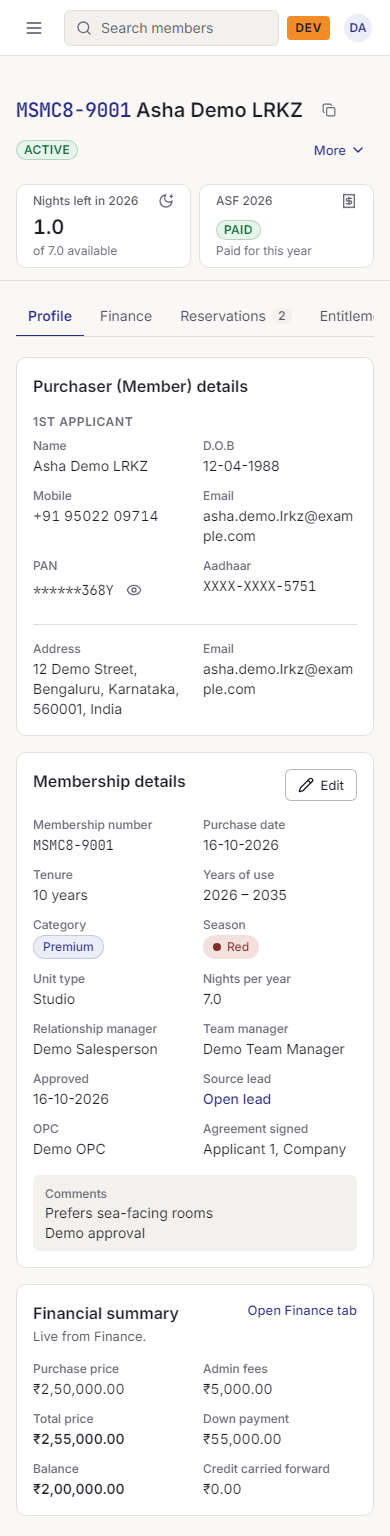 Search members
DEV
DA
MSMC8-9001 Asha Demo LRKZ
ACTIVE
More
Nights left in 2026
1.0
of 7.0 available
ASF 2026
PAID
Paid for this year
Profile
Finance
Reservations 2
Entitlem
Purchaser (Member) details
1ST APPLICANT
Name
Asha Demo LRKZ
D.O.B
12-04-1988
Mobile
+91 95022 09714
Email
asha.demo.lrkz@exam
ple.com
PAN
******368Y
Aadhaar
XXXX-XXXX-5751
Address
12 Demo Street,
Bengaluru, Karnataka,
560001, India
Email
asha.demo.lrkz@exam
ple.com
Membership details
Edit
Membership number
MSMC8-9001
Purchase date
16-10-2026
Tenure
10 years
Years of use
2026 – 2035
Category
Premium
Season
Red
Unit type
Studio
Nights per year
7.0
Relationship manager
Demo Salesperson
Team manager
Demo Team Manager
Approved
16-10-2026
Source lead
Open lead
OPC
Demo OPC
Agreement signed
Applicant 1, Company
Comments
Prefers sea-facing rooms
Demo approval
Financial summary
Open Finance tab
Live from Finance.
Purchase price
₹2,50,000.00
Admin fees
₹5,000.00
Total price
₹2,55,000.00
Down payment
₹55,000.00
Balance
₹2,00,000.00
Credit carried forward
₹0.00